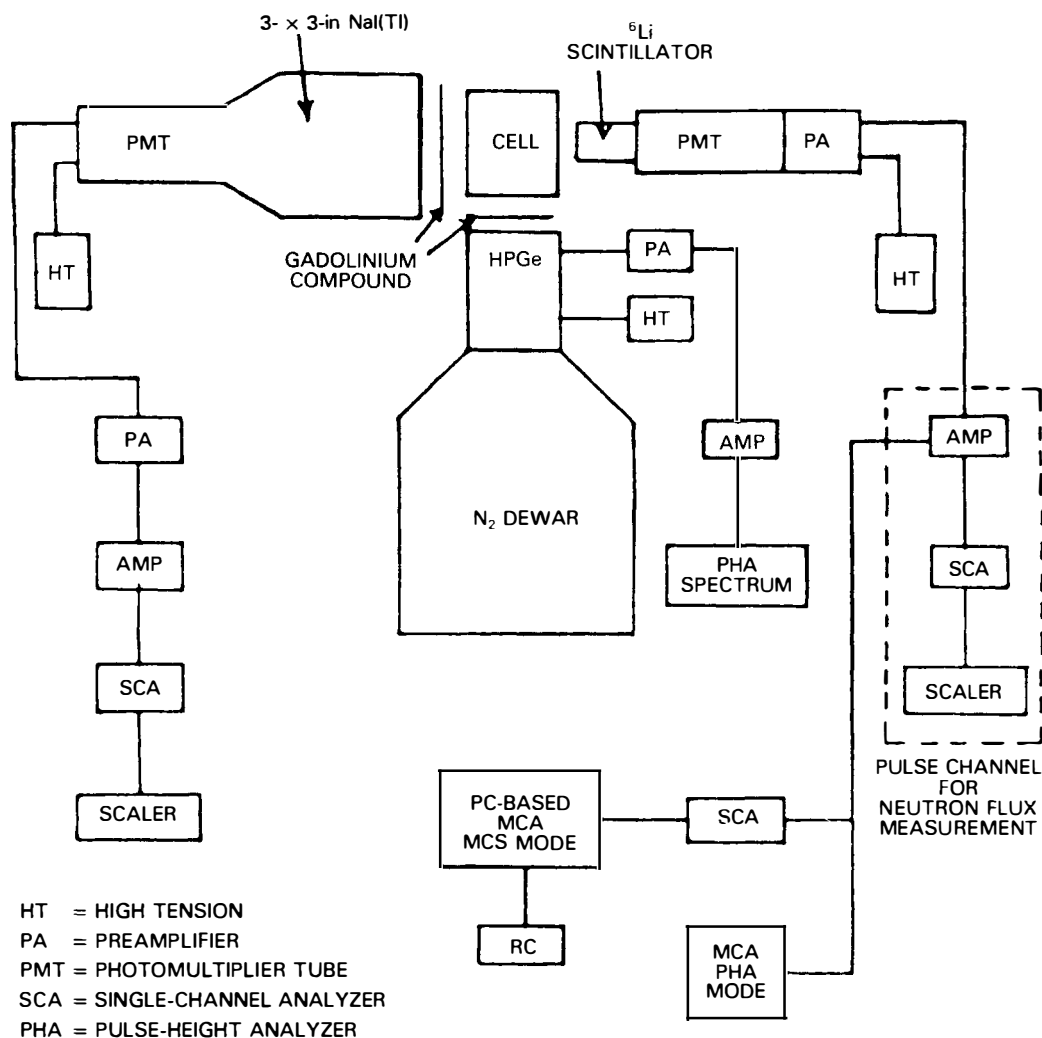 3- × 3-in NaI(Tl)
⁶Li
SCINTILLATOR
PMT
CELL
PMT
PA
HT
GADOLINIUM
COMPOUND
HPGe
PA
HT
HT
PA
AMP
AMP
N₂ DEWAR
AMP
PHA
SPECTRUM
SCA
SCA
SCALER
SCALER
PULSE CHANNEL
FOR
NEUTRON FLUX
MEASUREMENT
PC-BASED
MCA
MCS MODE
SCA
RC
MCA
PHA
MODE
HT = HIGH TENSION
PA = PREAMPLIFIER
PMT = PHOTOMULTIPLIER TUBE
SCA = SINGLE-CHANNEL ANALYZER
PHA = PULSE-HEIGHT ANALYZER